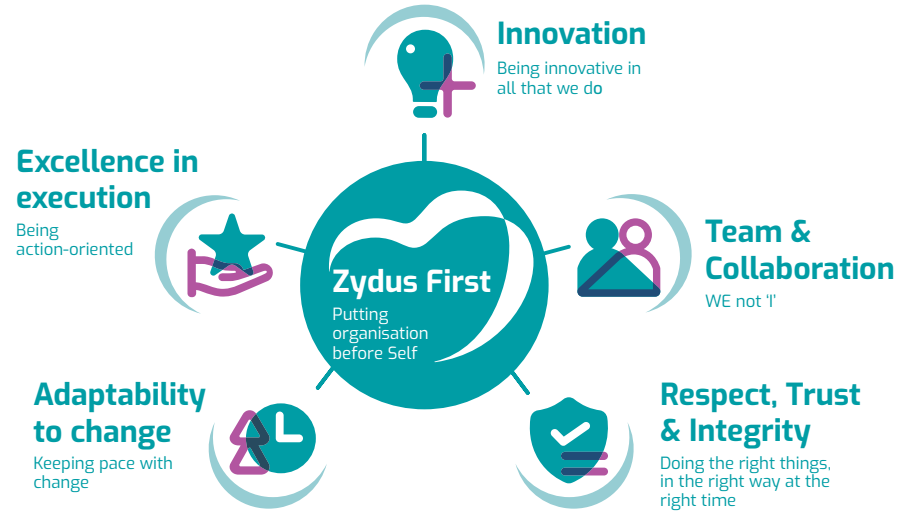 Innovation
Being innovative in
all that we do
Excellence in
execution
Being
action-oriented
Team &
Collaboration
WE not ‘I’
Zydus First
Putting
organisation
before Self
Adaptability
to change
Keeping pace with
change
Respect, Trust
& Integrity
Doing the right things,
in the right way at the
right time